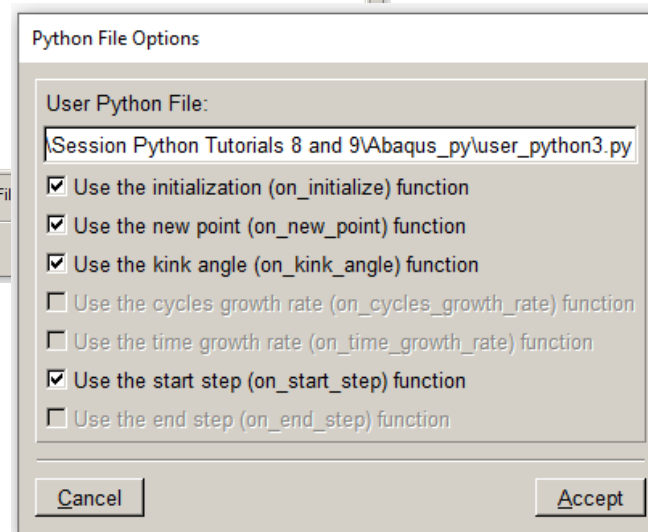 Python File Options
User Python File:
\Session Python Tutorials 8 and 9\Abaqus_py\user_python3.py
Use the initialization (on_initialize) function
Use the new point (on_new_point) function
Use the kink angle (on_kink_angle) function
Use the cycles growth rate (on_cycles_growth_rate) function
Use the time growth rate (on_time_growth_rate) function
Use the start step (on_start_step) function
Use the end step (on_end_step) function
Cancel
Accept